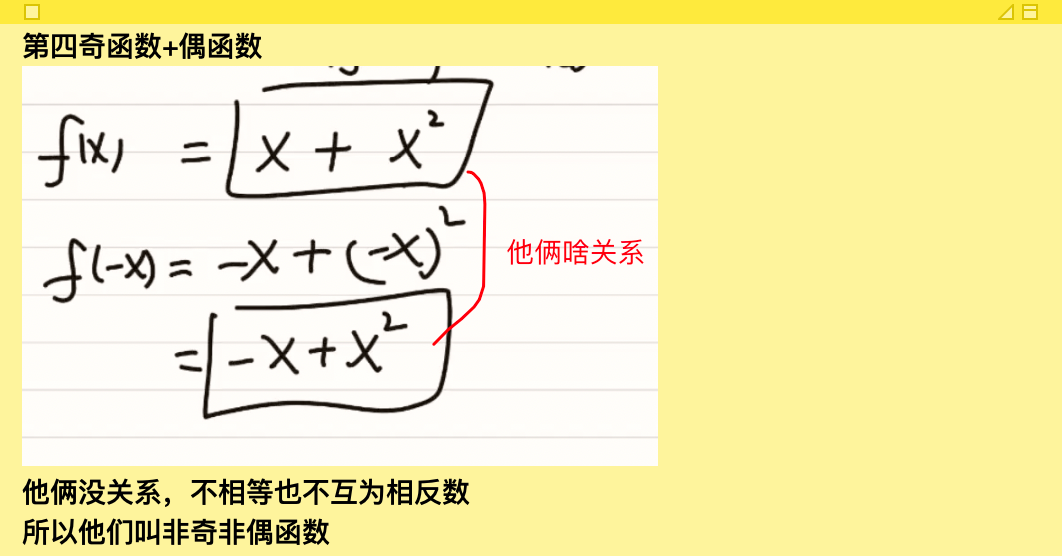 第四奇函数+偶函数
f(x) = x + x²
f(-x) = -x + (-x)²
他俩啥关系
= -x + x²
他俩没关系，不相等也不互为相反数
所以他们叫非奇非偶函数